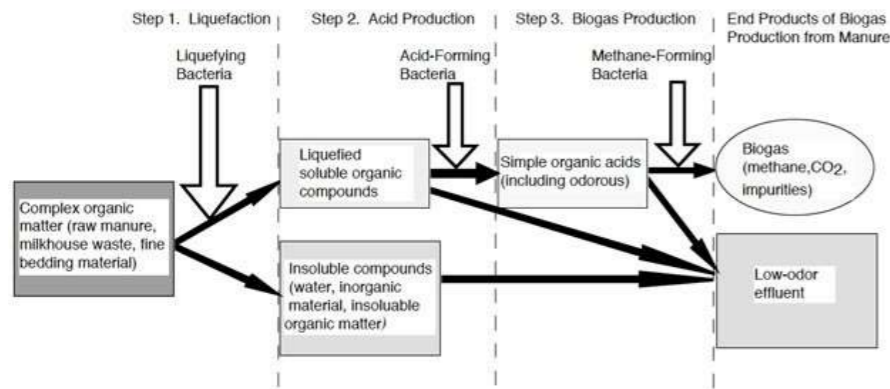 Step 1. Liquefaction
Step 2. Acid Production
Step 3. Biogas Production
End Products of Biogas
Production from Manure
Liquefying
Bacteria
Acid-Forming
Bacteria
Methane-Forming
Bacteria
Liquefied
soluble organic
compounds
Simple organic acids
(including odorous)
Biogas
(methane,CO2,
impurities)
Complex organic
matter (raw manure,
milkhouse waste, fine
bedding material)
Insoluble compounds
(water, inorganic
material, insoluable
organic matter)
Low-odor
effluent